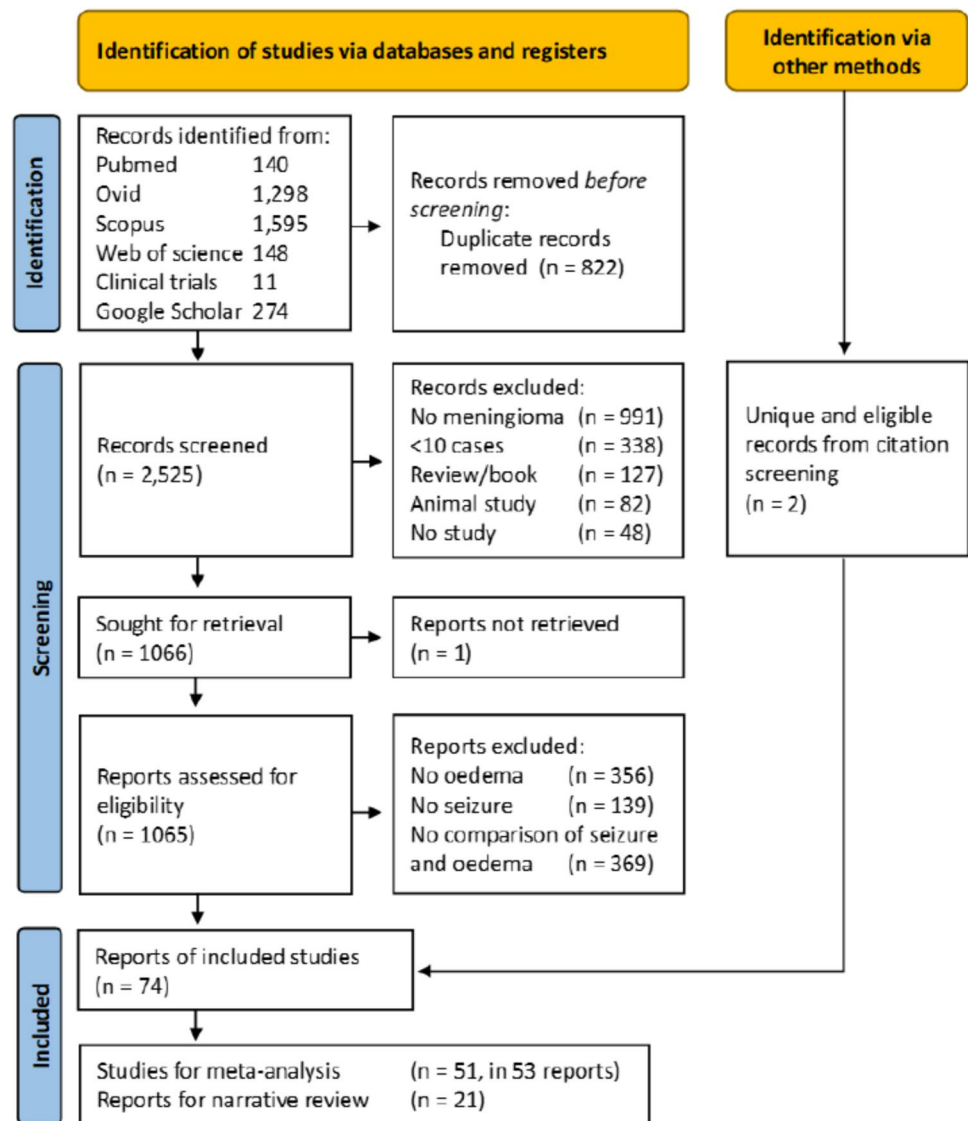 Identification of studies via databases and registers
Identification via
other methods
Identification
Records identified from:
Pubmed 140
Ovid 1,298
Scopus 1,595
Web of science 148
Clinical trials 11
Google Scholar 274
Records removed before
screening:
Duplicate records
removed (n = 822)
Screening
Records screened
(n = 2,525)
Records excluded:
No meningioma (n = 991)
<10 cases (n = 338)
Review/book (n = 127)
Animal study (n = 82)
No study (n = 48)
Unique and eligible
records from citation
screening
(n = 2)
Sought for retrieval
(n = 1066)
Reports not retrieved
(n = 1)
Reports assessed for
eligibility
(n = 1065)
Reports excluded:
No oedema (n = 356)
No seizure (n = 139)
No comparison of seizure
and oedema (n = 369)
Included
Reports of included studies
(n = 74)
Studies for meta-analysis (n = 51, in 53 reports)
Reports for narrative review (n = 21)